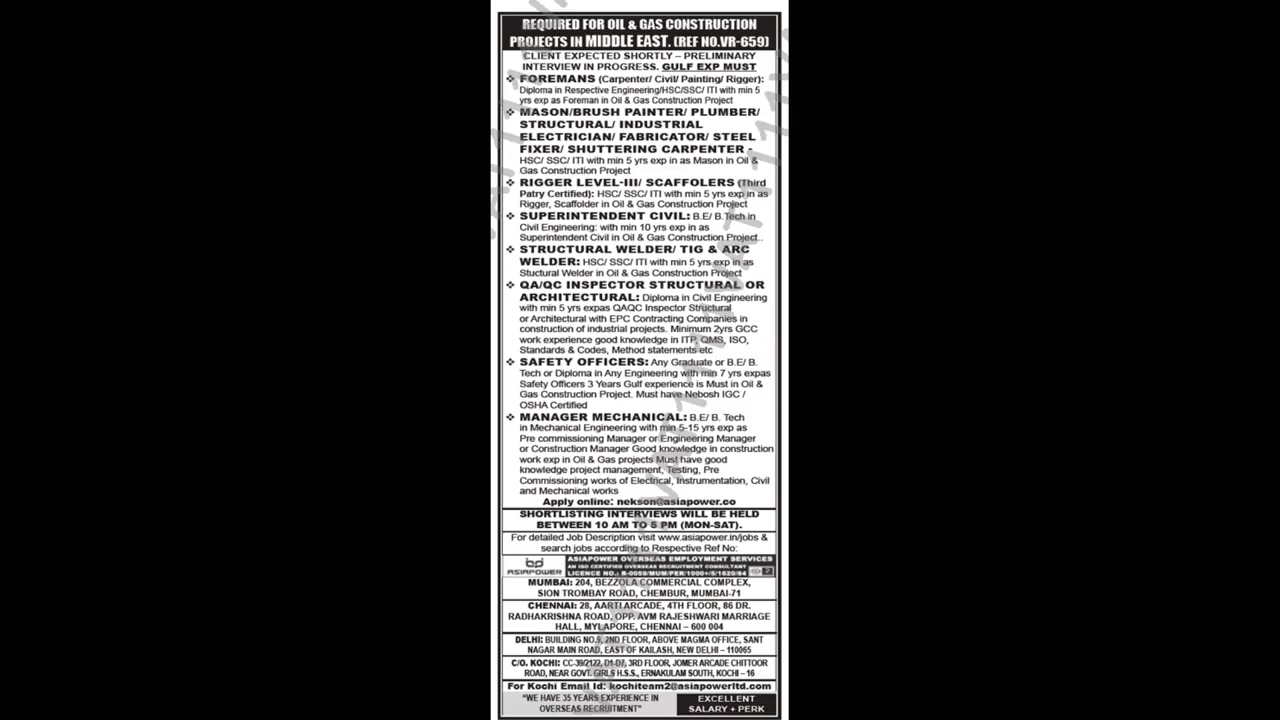 REQUIRED FOR OIL & GAS CONSTRUCTION
PROJECTS IN MIDDLE EAST. (REF NO.VR-659)
CLIENT EXPECTED SHORTLY – PRELIMINARY
INTERVIEW IN PROGRESS. GULF EXP MUST
❖ FOREMANS (Carpenter/ Civil/ Painting/ Rigger):
Diploma in Respective Engineering/HSC/SSC/ ITI with min 5
yrs exp as Foreman in Oil & Gas Construction Project
❖ MASON/BRUSH PAINTER/ PLUMBER/
STRUCTURAL/ INDUSTRIAL
ELECTRICIAN/ FABRICATOR/ STEEL
FIXER/ SHUTTERING CARPENTER -
HSC/ SSC/ ITI with min 5 yrs exp in as Mason in Oil &
Gas Construction Project
❖ RIGGER LEVEL-III/ SCAFFOLERS (Third
Patry Certified): HSC/ SSC/ ITI with min 5 yrs exp in as
Rigger, Scaffolder in Oil & Gas Construction Project
❖ SUPERINTENDENT CIVIL: B.E/ B.Tech in
Civil Engineering: with min 10 yrs exp in as
Superintendent Civil in Oil & Gas Construction Project..
❖ STRUCTURAL WELDER/ TIG & ARC
WELDER: HSC/ SSC/ ITI with min 5 yrs exp in as
Stuctural Welder in Oil & Gas Construction Project
❖ QA/QC INSPECTOR STRUCTURAL OR
ARCHITECTURAL: Diploma in Civil Engineering
with min 5 yrs expas QAQC Inspector Structural
or Architectural with EPC Contracting Companies in
construction of industrial projects. Minimum 2yrs GCC
work experience good knowledge in ITP, QMS, ISO,
Standards & Codes, Method statements etc
❖ SAFETY OFFICERS: Any Graduate or B.E/ B.
Tech or Diploma in Any Engineering with min 7 yrs expas
Safety Officers 3 Years Gulf experience is Must in Oil &
Gas Construction Project. Must have Nebosh IGC /
OSHA Certified
❖ MANAGER MECHANICAL: B.E/ B. Tech
in Mechanical Engineering with min 5-15 yrs exp as
Pre commissioning Manager or Engineering Manager
or Construction Manager Good knowledge in construction
work exp in Oil & Gas projects Must have good
knowledge project management, Testing, Pre
Commissioning works of Electrical, Instrumentation, Civil
and Mechanical works
Apply online: nekson@asiapower.co
SHORTLISTING INTERVIEWS WILL BE HELD
BETWEEN 10 AM TO 5 PM (MON-SAT).
For detailed Job Description visit www.asiapower.in/jobs &
search jobs according to Respective Ref No:
ASIAPOWER
ASIAPOWER OVERSEAS EMPLOYMENT SERVICES
AN ISO CERTIFIED OVERSEAS RECRUITMENT CONSULTANT
LICENCE NO.: B-0059/MUM/PER/1000+/5/1620/84
MUMBAI: 204, BEZZOLA COMMERCIAL COMPLEX,
SION TROMBAY ROAD, CHEMBUR, MUMBAI-71
CHENNAI: 28, AARTI ARCADE, 4TH FLOOR, 86 DR.
RADHAKRISHNA ROAD, OPP. AVM RAJESHWARI MARRIAGE
HALL, MYLAPORE, CHENNAI – 600 004
DELHI: BUILDING NO.9, 2ND FLOOR, ABOVE MAGMA OFFICE, SANT
NAGAR MAIN ROAD, EAST OF KAILASH, NEW DELHI – 110065
C/O. KOCHI: CC-39/2122, D1-D7, 3RD FLOOR, JOMER ARCADE CHITTOOR
ROAD, NEAR GOVT. GIRLS H.S.S., ERNAKULAM SOUTH, KOCHI – 16
For Kochi Email Id: kochiteam2@asiapowerltd.com
"WE HAVE 35 YEARS EXPERIENCE IN
OVERSEAS RECRUITMENT"
EXCELLENT
SALARY + PERK